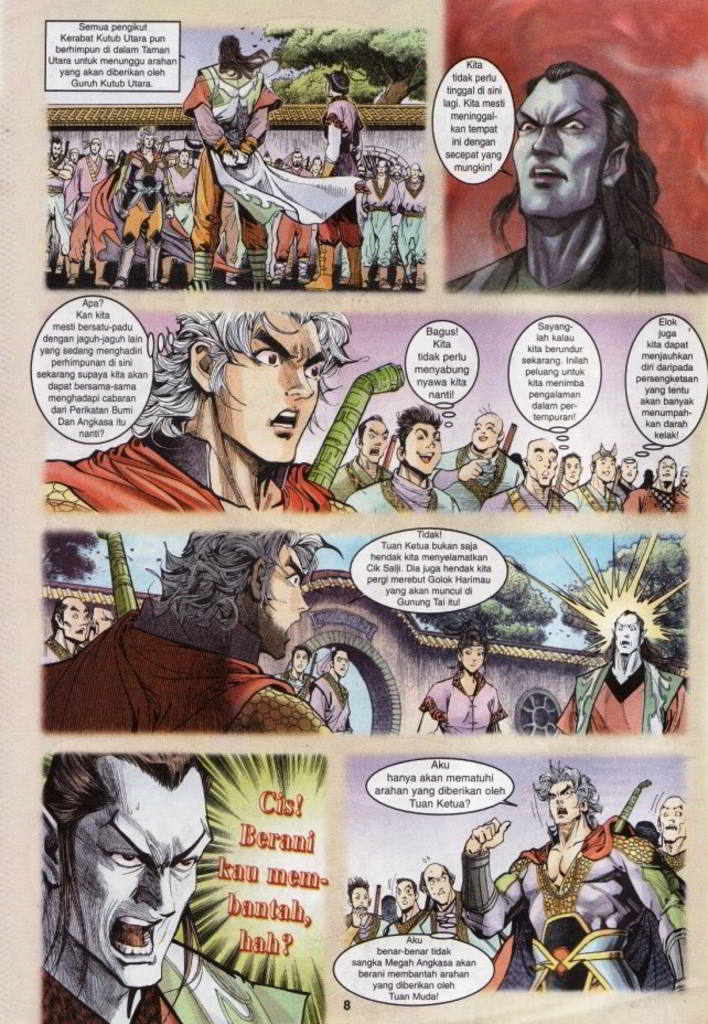 Semua pengikut
Kerabat Kutub Utara pun
berhimpun di dalam Taman
Utara untuk menunggu arahan
yang akan diberikan oleh
Guruh Kutub Utara.
Kita
tidak perlu
tinggal di sini
lagi. Kita mesti
meninggal-
kan tempat
ini dengan
secepat yang
mungkin!
Apa?
Kan kita
mesti bersatu-padu
dengan jaguh-jaguh lain
yang sedang menghadiri
perhimpunan di sini
sekarang supaya kita akan
dapat bersama-sama
menghadapi cabaran
dari Perikatan Bumi
Dan Angkasa itu
nanti?
Bagus!
Kita
tidak perlu
menyabung
nyawa kita
nanti!
Sayang-
lah kalau
kita berundur
sekarang. Inilah
peluang untuk
kita menimba
pengalaman
dalam per-
tempuran!
Elok
juga
kita dapat
menjauhkan
diri daripada
persengketaan
yang tentu
akan banyak
menumpah-
kan darah
kelak!
Tidak!
Tuan Ketua bukan saja
hendak menyelamatkan
Cik Salji. Dia juga hendak kita
pergi merebut Golok Harimau
yang akan muncul di
Gunung Tai itu!
Cis!
Berani
kau mem-
bantah,
hah?
Aku
hanya akan mematuhi
arahan yang diberikan oleh
Tuan Ketua?
Aku
benar-benar tidak
sangka Megah Angkasa akan
berani membantah arahan
Tuan Muda!
8